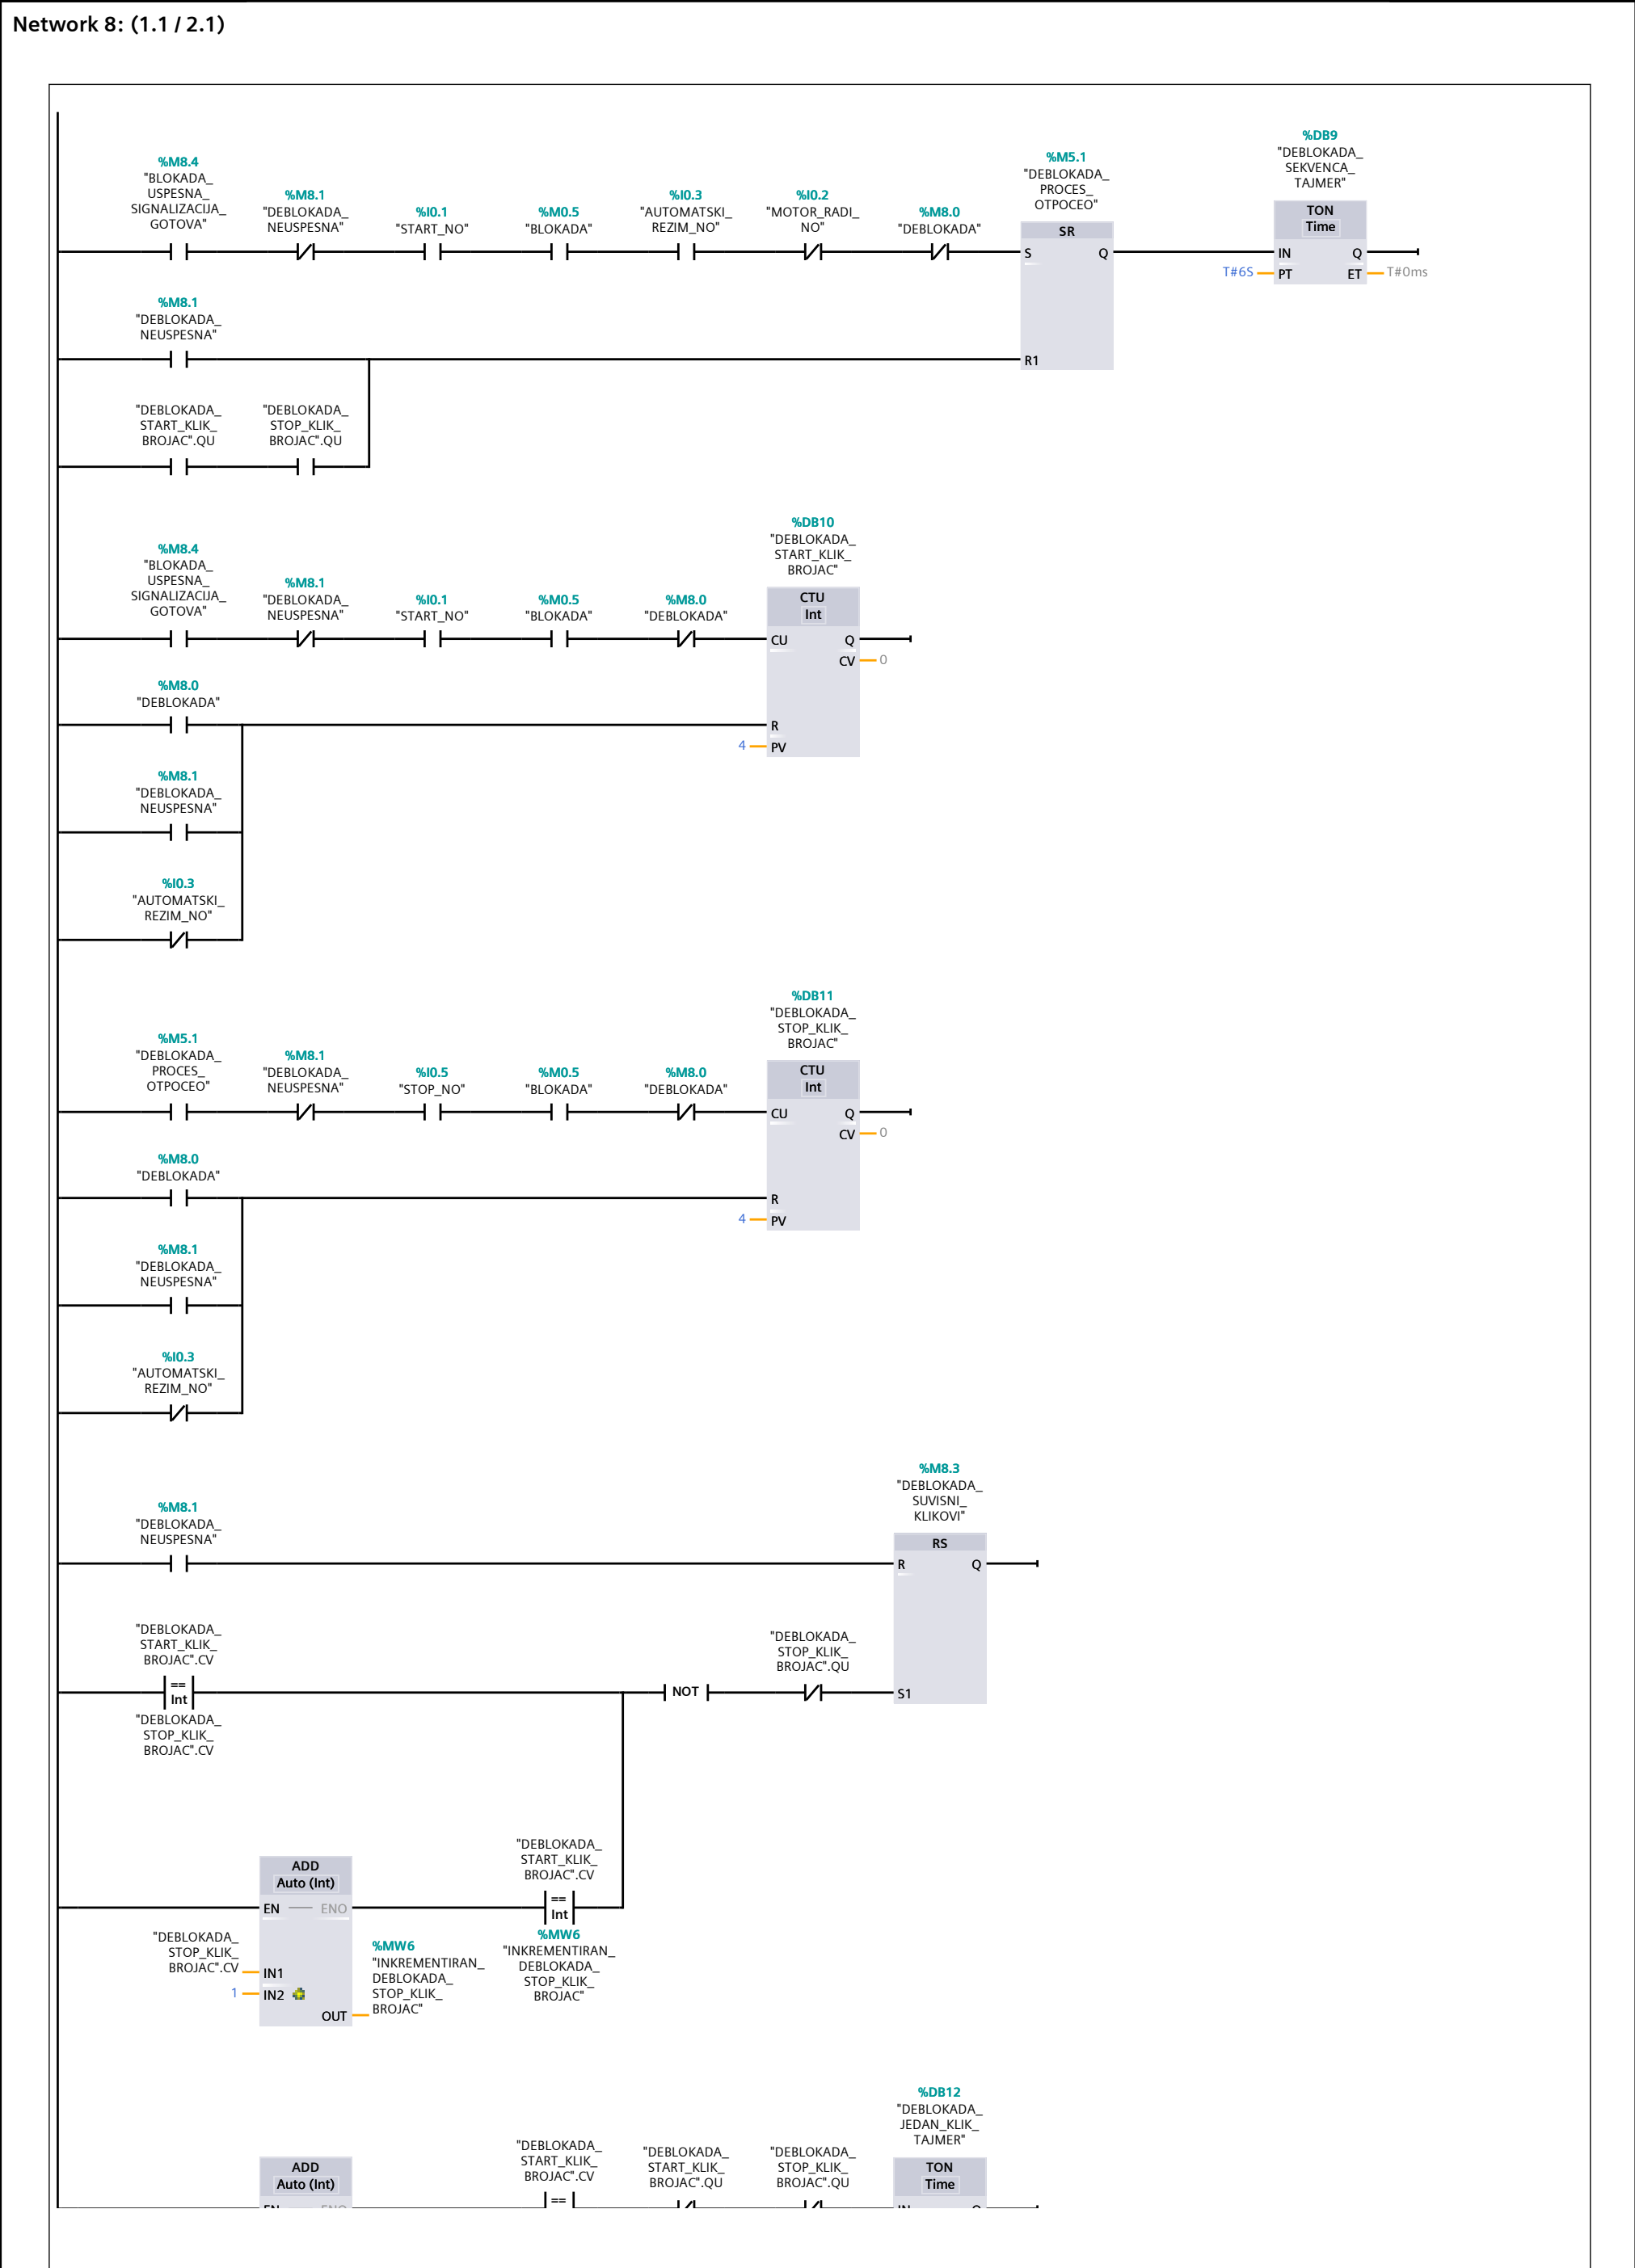 Network 8: (1.1 / 2.1)
%M8.4
"BLOKADA_
USPESNA_
SIGNALIZACIJA_
GOTOVA"
%M8.1
"DEBLOKADA_
NEUSPESNA"
%I0.1
"START_NO"
%M0.5
"BLOKADA"
%I0.3
"AUTOMATSKI_
REZIM_NO"
%I0.2
"MOTOR_RADI_
NO"
%M8.0
"DEBLOKADA"
%M5.1
"DEBLOKADA_
PROCES_
OTPOCEO"
SR
S Q
R1
%DB9
"DEBLOKADA_
SEKVENCA_
TAJMER"
TON
Time
IN Q
T#6S PT ET T#0ms
%M8.1
"DEBLOKADA_
NEUSPESNA"
"DEBLOKADA_
START_KLIK_
BROJAC".QU
"DEBLOKADA_
STOP_KLIK_
BROJAC".QU
%M8.4
"BLOKADA_
USPESNA_
SIGNALIZACIJA_
GOTOVA"
%M8.1
"DEBLOKADA_
NEUSPESNA"
%I0.1
"START_NO"
%M0.5
"BLOKADA"
%M8.0
"DEBLOKADA"
%DB10
"DEBLOKADA_
START_KLIK_
BROJAC"
CTU
Int
CU Q
CV 0
R
4 PV
%M8.0
"DEBLOKADA"
%M8.1
"DEBLOKADA_
NEUSPESNA"
%I0.3
"AUTOMATSKI_
REZIM_NO"
%M5.1
"DEBLOKADA_
PROCES_
OTPOCEO"
%M8.1
"DEBLOKADA_
NEUSPESNA"
%I0.5
"STOP_NO"
%M0.5
"BLOKADA"
%M8.0
"DEBLOKADA"
%DB11
"DEBLOKADA_
STOP_KLIK_
BROJAC"
CTU
Int
CU Q
CV 0
R
4 PV
%M8.0
"DEBLOKADA"
%M8.1
"DEBLOKADA_
NEUSPESNA"
%I0.3
"AUTOMATSKI_
REZIM_NO"
%M8.1
"DEBLOKADA_
NEUSPESNA"
%M8.3
"DEBLOKADA_
SUVISNI_
KLIKOVI"
RS
R Q
S1
"DEBLOKADA_
START_KLIK_
BROJAC".CV
==
Int
"DEBLOKADA_
STOP_KLIK_
BROJAC".CV
NOT
"DEBLOKADA_
STOP_KLIK_
BROJAC".QU
ADD
Auto (Int)
EN ENO
"DEBLOKADA_
STOP_KLIK_
BROJAC".CV IN1
1 IN2
OUT
%MW6
"INKREMENTIRAN_
DEBLOKADA_
STOP_KLIK_
BROJAC"
"DEBLOKADA_
START_KLIK_
BROJAC".CV
==
Int
%MW6
"INKREMENTIRAN_
DEBLOKADA_
STOP_KLIK_
BROJAC"
ADD
Auto (Int)
EN ENO
"DEBLOKADA_
START_KLIK_
BROJAC".CV
==
"DEBLOKADA_
START_KLIK_
BROJAC".QU
"DEBLOKADA_
STOP_KLIK_
BROJAC".QU
%DB12
"DEBLOKADA_
JEDAN_KLIK_
TAJMER"
TON
Time
IN Q